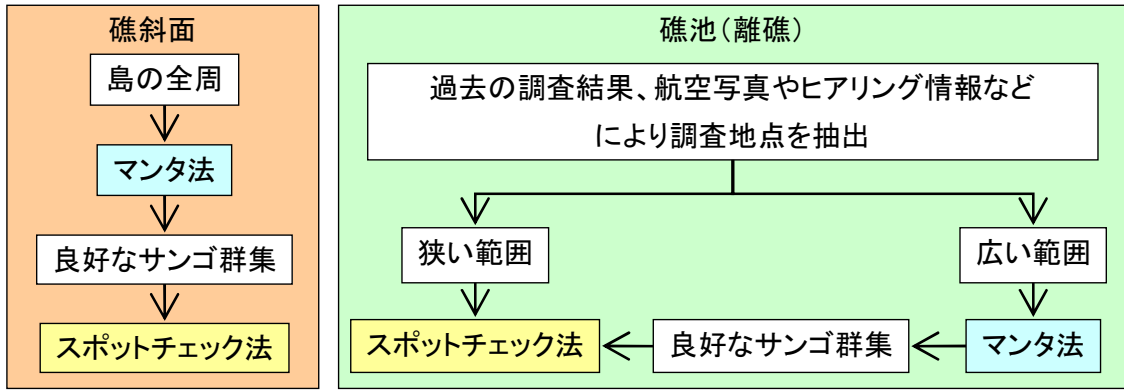 礁斜面
島の全周
マンタ法
良好なサンゴ群集
スポットチェック法
礁池(離礁)
過去の調査結果、航空写真やヒアリング情報など
により調査地点を抽出
狭い範囲
広い範囲
スポットチェック法
良好なサンゴ群集
マンタ法